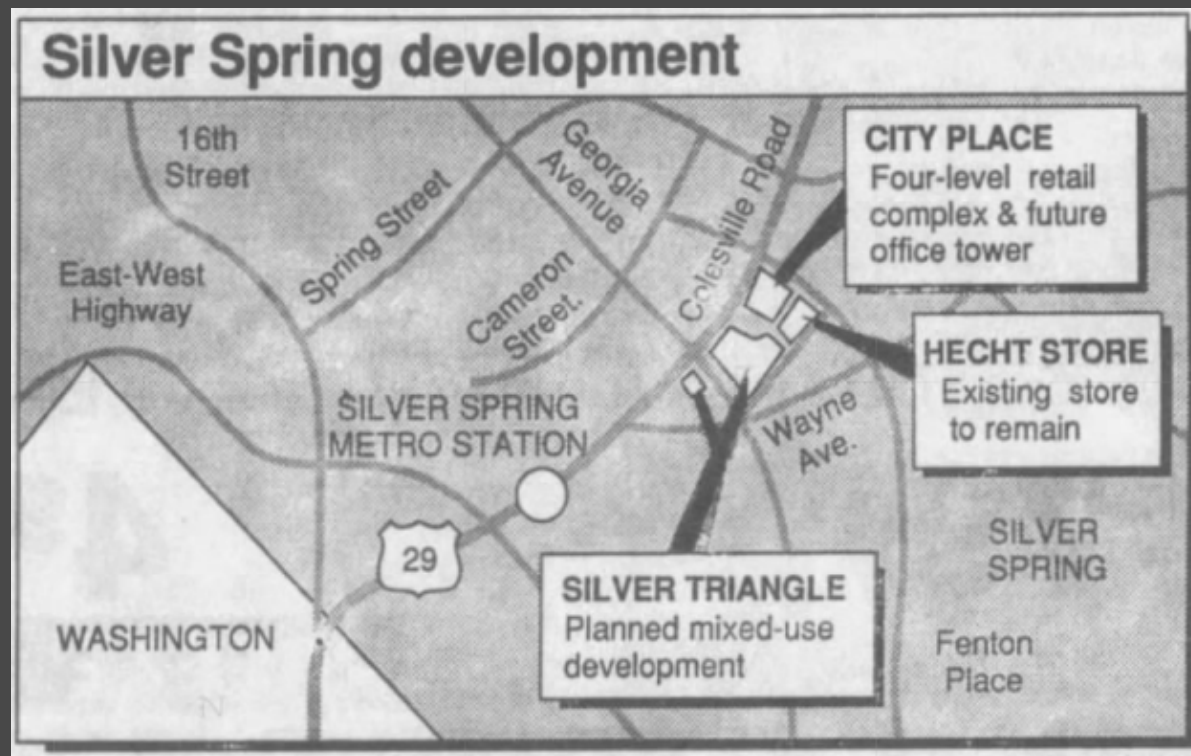 Silver Spring development
16th
Street
Georgia
Avenue
Colesville Road
CITY PLACE
Four-level retail
complex & future
office tower
Spring Street
East-West
Highway
Cameron
Street.
HECHT STORE
Existing store
to remain
SILVER SPRING
METRO STATION
Wayne
Ave.
29
SILVER
SPRING
SILVER TRIANGLE
Planned mixed-use
development
WASHINGTON
Fenton
Place